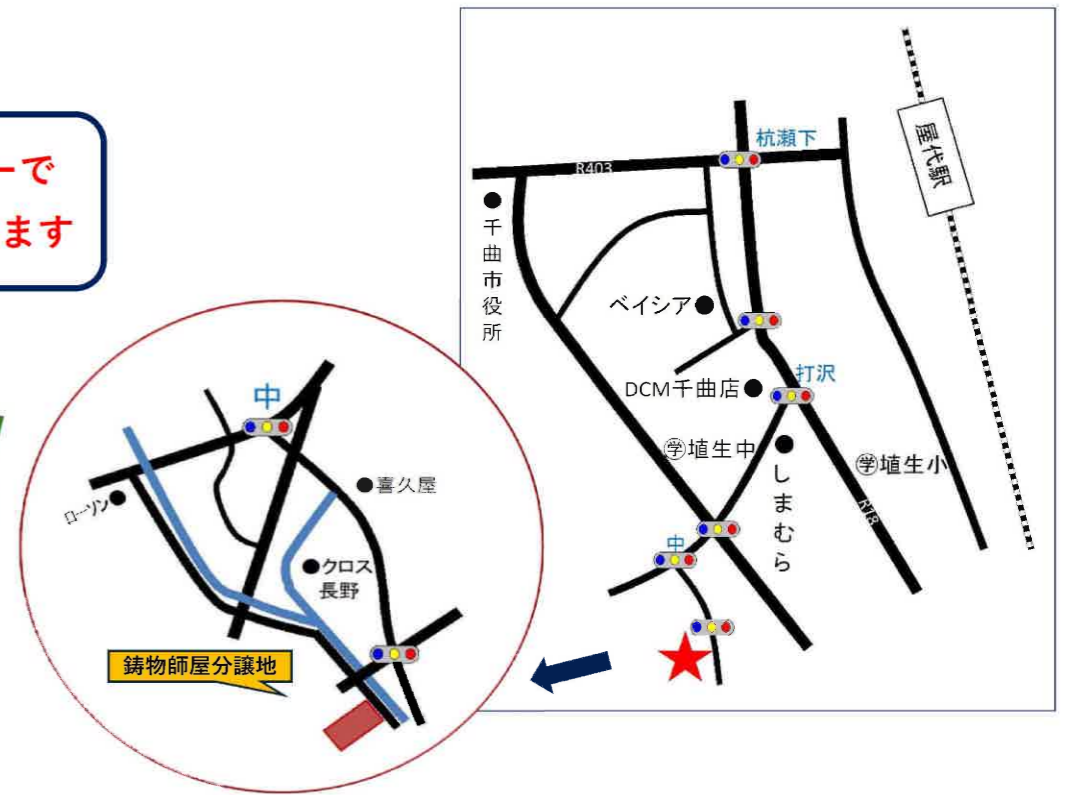 ーで
ます
杭瀬下
R403
屋代駅
千曲市役所
ベイシア
打沢
DCM千曲店
㊫埴生中
しまむら
㊫埴生小
R78
中
中
喜久屋
ローソン
クロス
長野
鋳物師屋分譲地